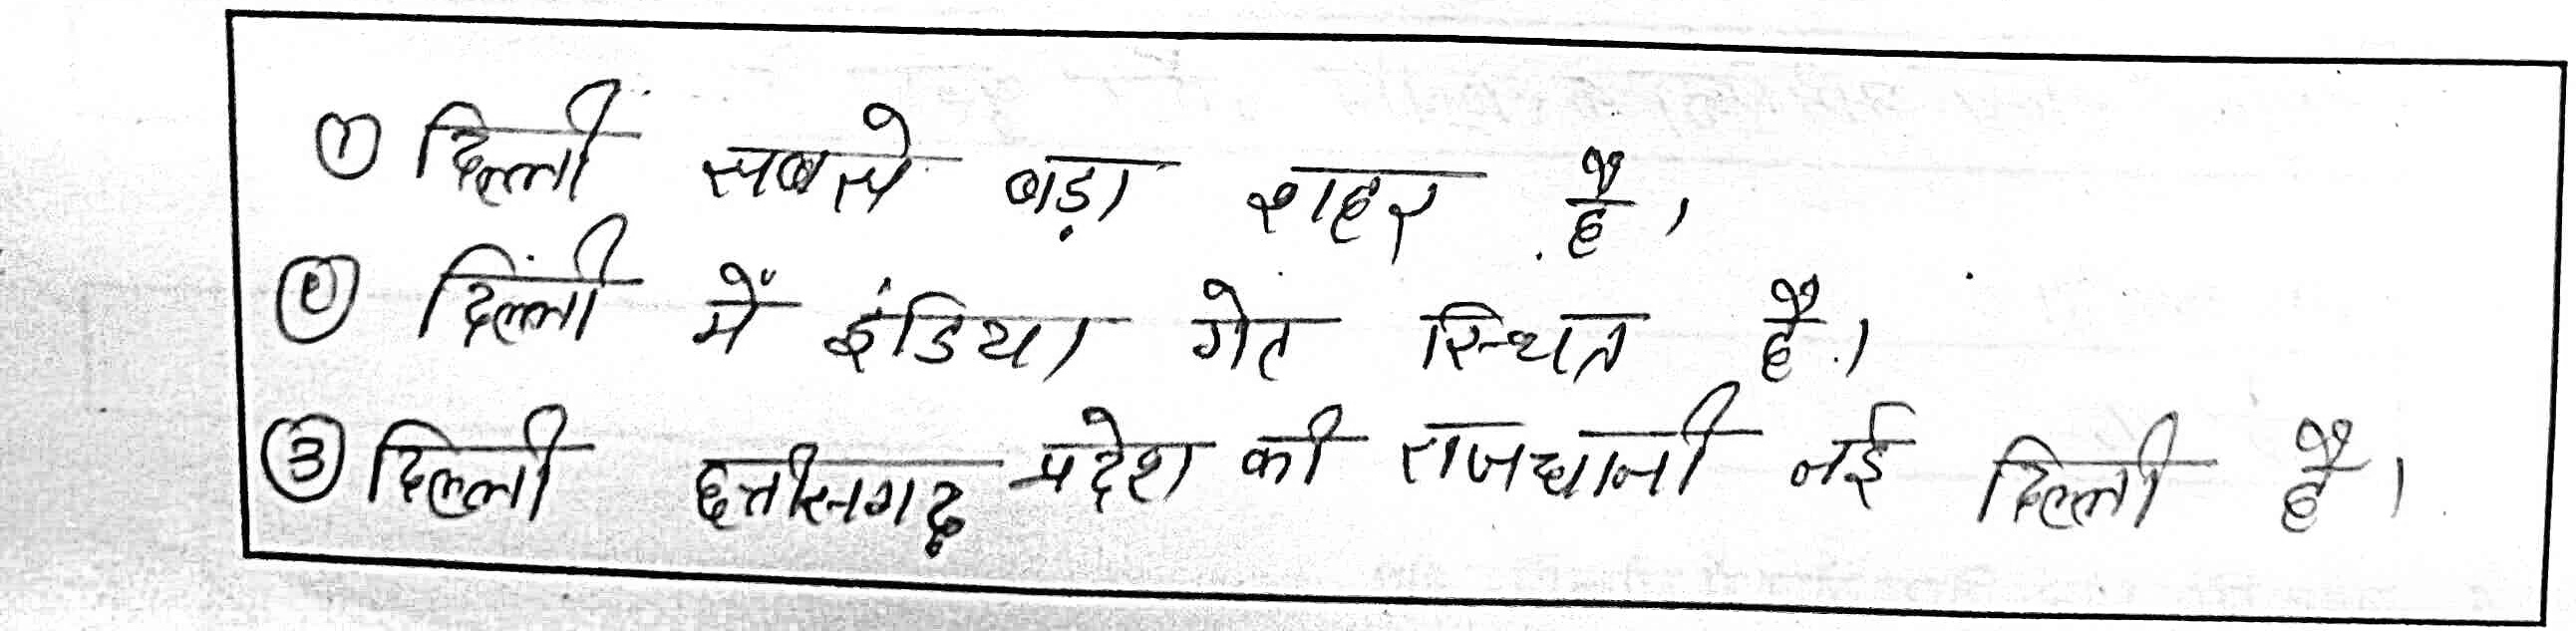 ① दिल्ली सबसे बड़ा शहर है।
② दिल्ली में इंडिया गेट स्थित है।
③ दिल्ली छत्तीसगढ़ प्रदेश की राजधानी नई दिल्ली है।